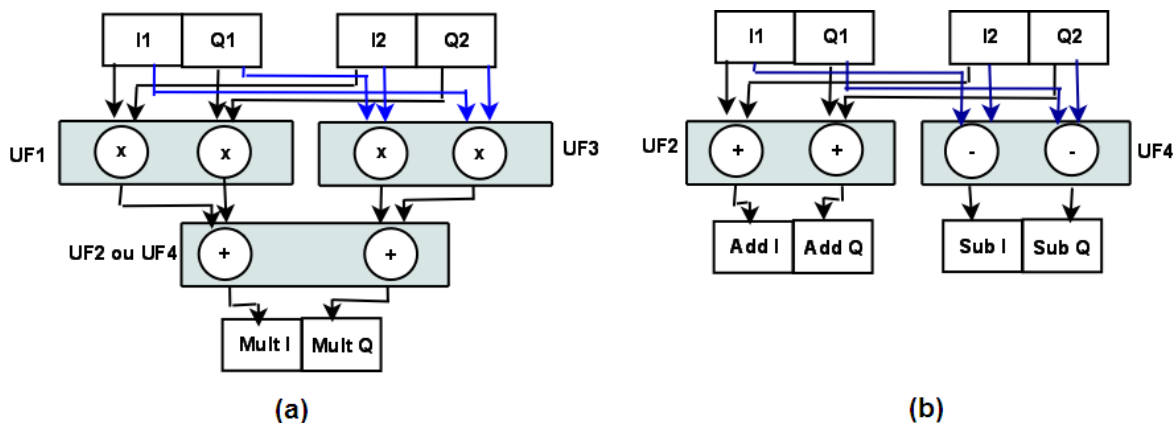 I1 Q1 I2 Q2
UF1 x x x x UF3
UF2 ou UF4 + +
Mult I Mult Q
(a)
I1 Q1 I2 Q2
UF2 + + - - UF4
Add I Add Q Sub I Sub Q
(b)